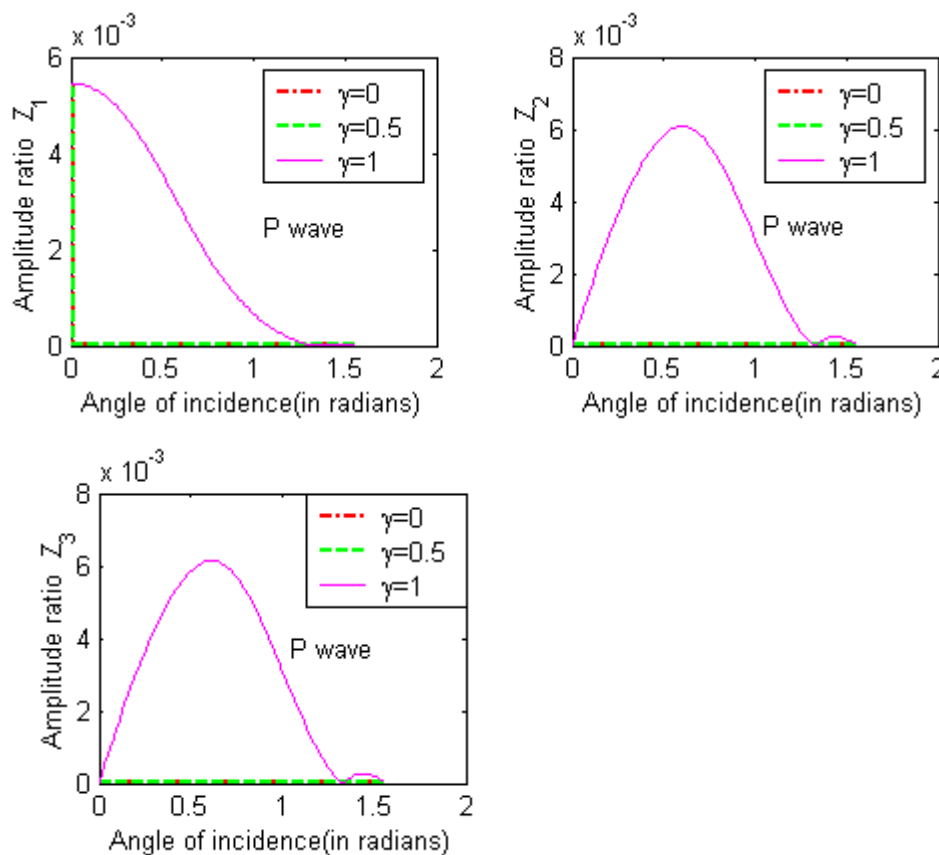 x 10⁻³
6
4
2
0
0 0.5 1 1.5 2
Amplitude ratio Z₁
Angle of incidence(in radians)
γ=0
γ=0.5
γ=1
P wave
x 10⁻³
8
6
4
2
0
0 0.5 1 1.5 2
Amplitude ratio Z₂
Angle of incidence(in radians)
γ=0
γ=0.5
γ=1
P wave
x 10⁻³
8
6
4
2
0
0 0.5 1 1.5 2
Amplitude ratio Z₃
Angle of incidence(in radians)
γ=0
γ=0.5
γ=1
P wave